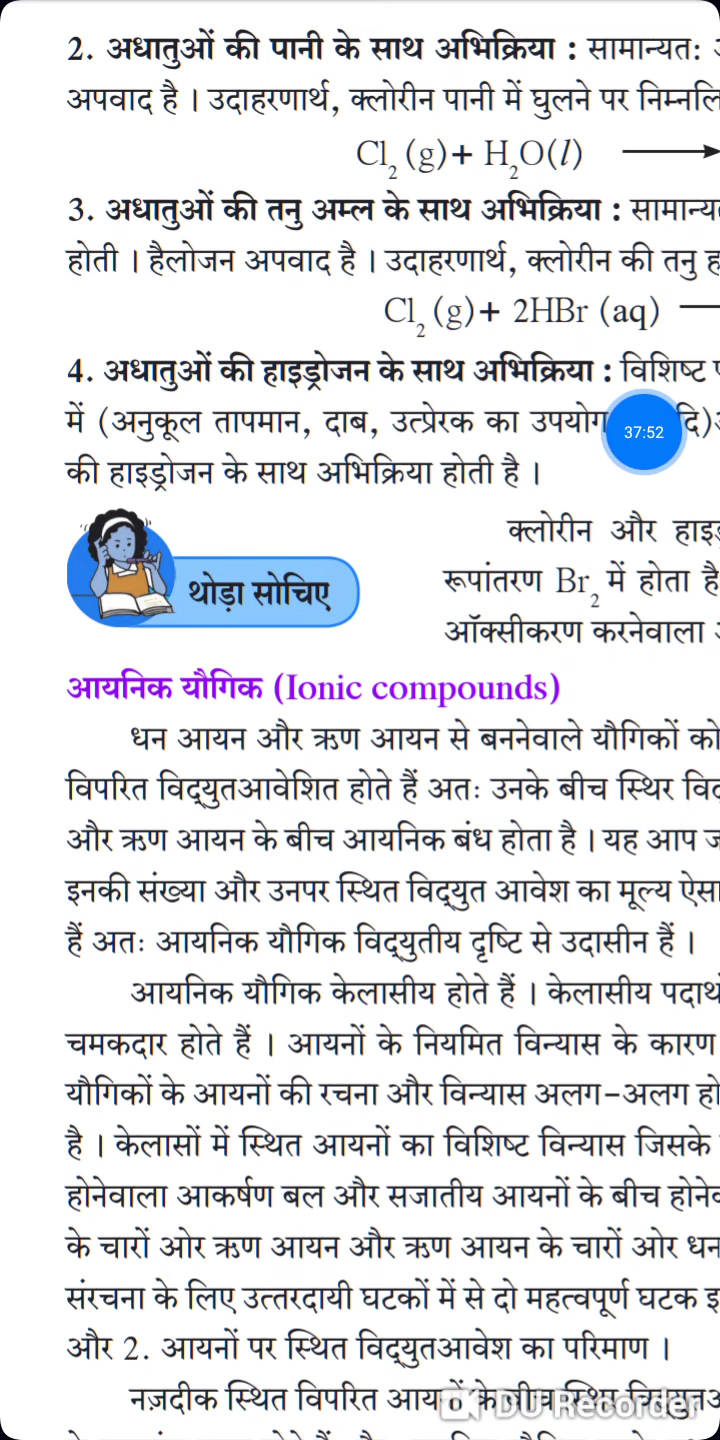 2. अधातुओं की पानी के साथ अभिक्रिया : सामान्यतः
अपवाद है । उदाहरणार्थ, क्लोरीन पानी में घुलने पर
Cl₂ (g)+ H₂O(l) ⟶
3. अधातुओं की तनु अम्ल के साथ अभिक्रिया :
होती । हैलोजन अपवाद है । उदाहरणार्थ, क्लोरीन की तनु
Cl₂ (g)+ 2HBr (aq)
4. अधातुओं की हाइड्रोजन के साथ अभिक्रिया : विशिष्ट
में (अनुकूल तापमान, दाब, उत्प्रेरक का उपयोग 37:52
की हाइड्रोजन के साथ अभिक्रिया होती है ।
क्लोरीन और
थोड़ा सोचिए
रूपांतरण Br₂ में होता है
ऑक्सीकरण करनेवाला
आयनिक यौगिक (Ionic compounds)
धन आयन और ऋण आयन से बननेवाले यौगिकों को
विपरित विद्युतआवेशित होते हैं अतः उनके बीच स्थिर
और ऋण आयन के बीच आयनिक बंध होता है । यह आप
इनकी संख्या और उनपर स्थित विद्युत आवेश का मूल्य ऐसा
हैं अतः आयनिक यौगिक विद्युतीय दृष्टि से उदासीन हैं ।
आयनिक यौगिक केलासीय होते हैं । केलासीय
चमकदार होते हैं । आयनों के नियमित विन्यास के कारण
यौगिकों के आयनों की रचना और विन्यास अलग-अलग
है । केलासों में स्थित आयनों का विशिष्ट विन्यास जिसके
होनेवाला आकर्षण बल और सजातीय आयनों के बीच
के चारों ओर ऋण आयन और ऋण आयन के चारों ओर धन
संरचना के लिए उत्तरदायी घटकों में से दो महत्वपूर्ण घटक
और 2. आयनों पर स्थित विद्युतआवेश का परिमाण ।
नज़दीक स्थित विपरित
DU Recorder